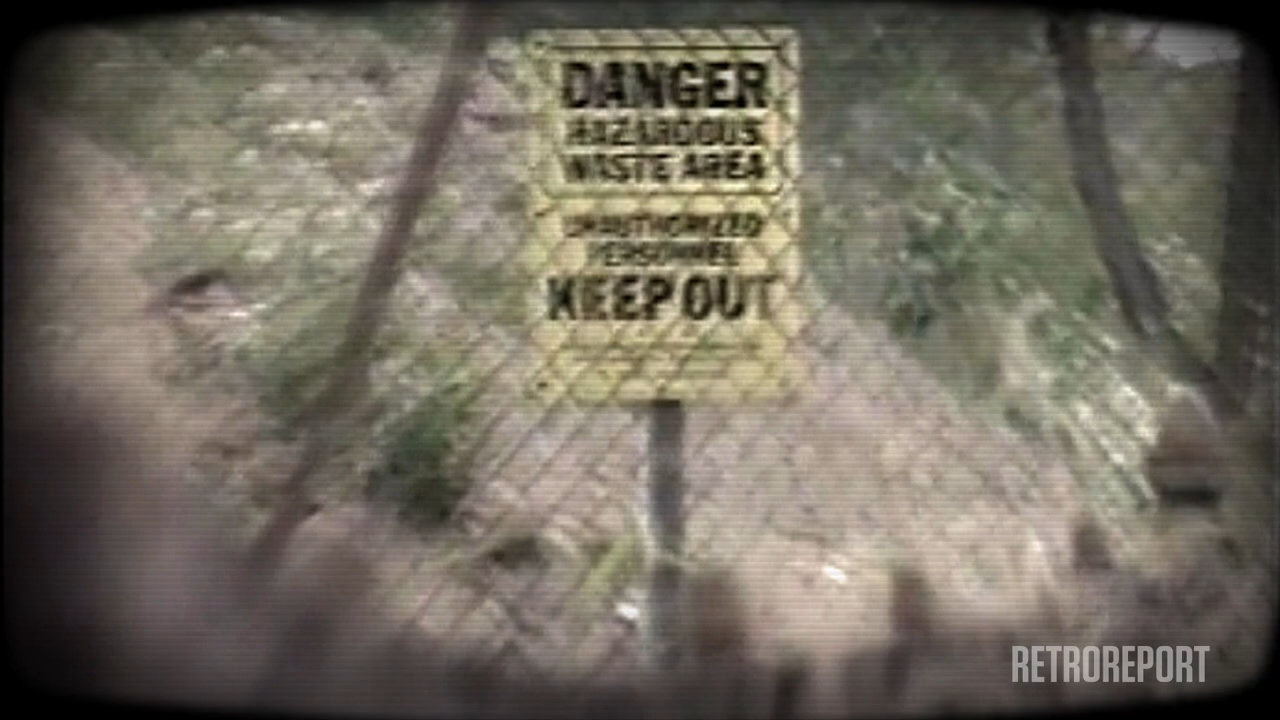 DANGER
HAZARDOUS
WASTE AREA
UNAUTHORIZED
PERSONNEL
KEEP OUT
RETROREPORT